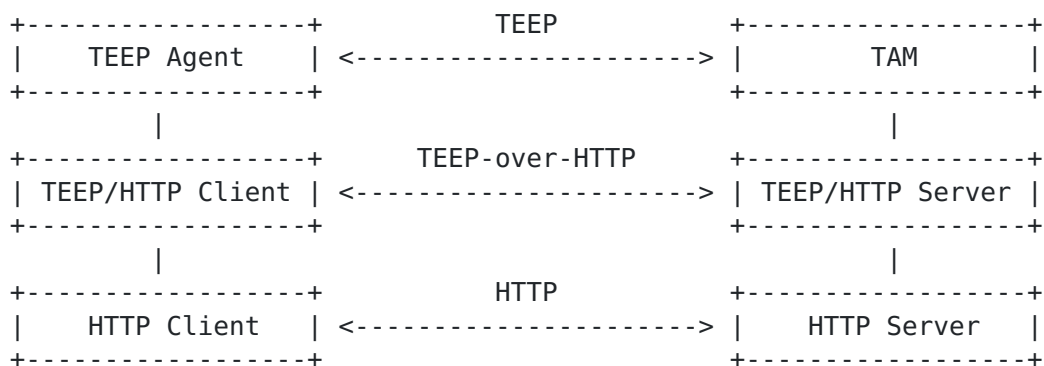 TEEP
TEEP Agent TAM
TEEP-over-HTTP
TEEP/HTTP Client TEEP/HTTP Server
HTTP
HTTP Client HTTP Server